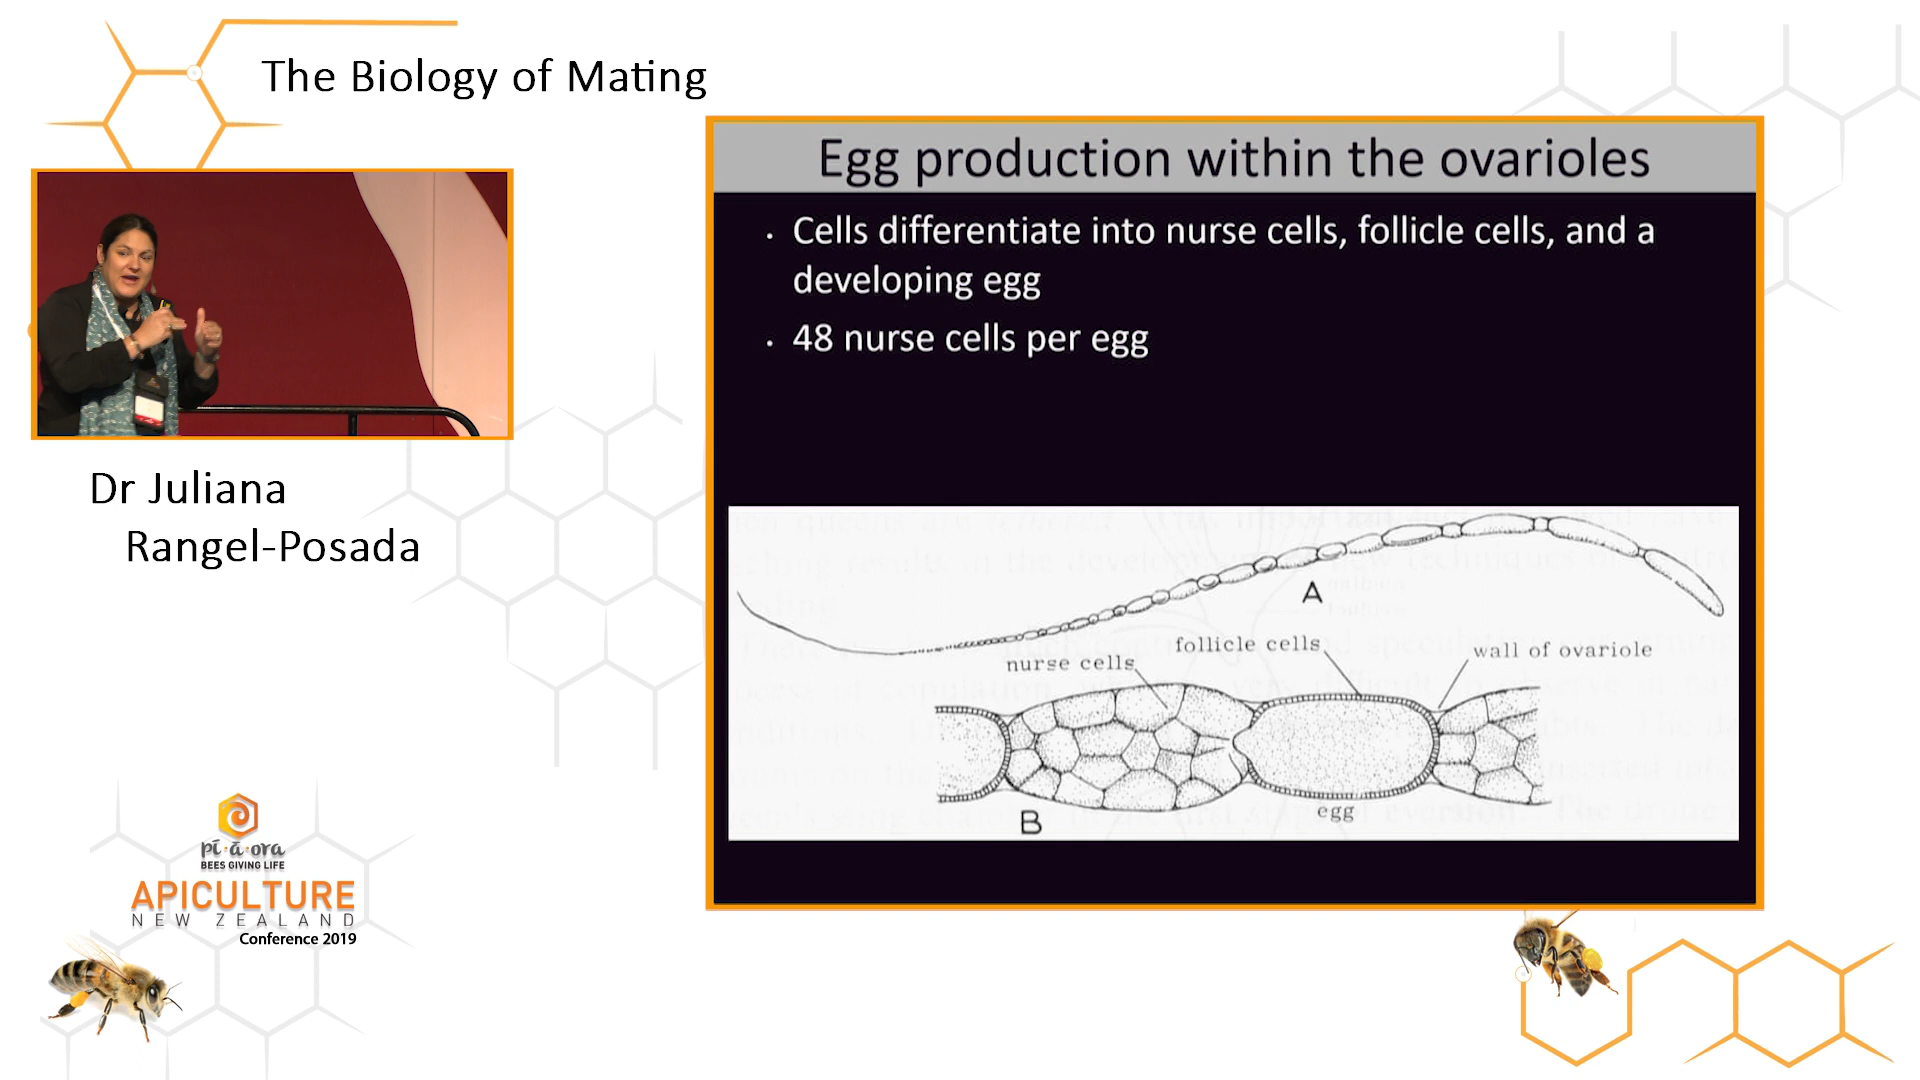 The Biology of Mating
Egg production within the ovarioles
· Cells differentiate into nurse cells, follicle cells, and a
developing egg
· 48 nurse cells per egg
A
nurse cells
follicle cells
wall of ovariole
egg
B
Dr Juliana
Rangel-Posada
pī·ā·ora
BEES GIVING LIFE
APICULTURE
NEW ZEALAND
Conference 2019